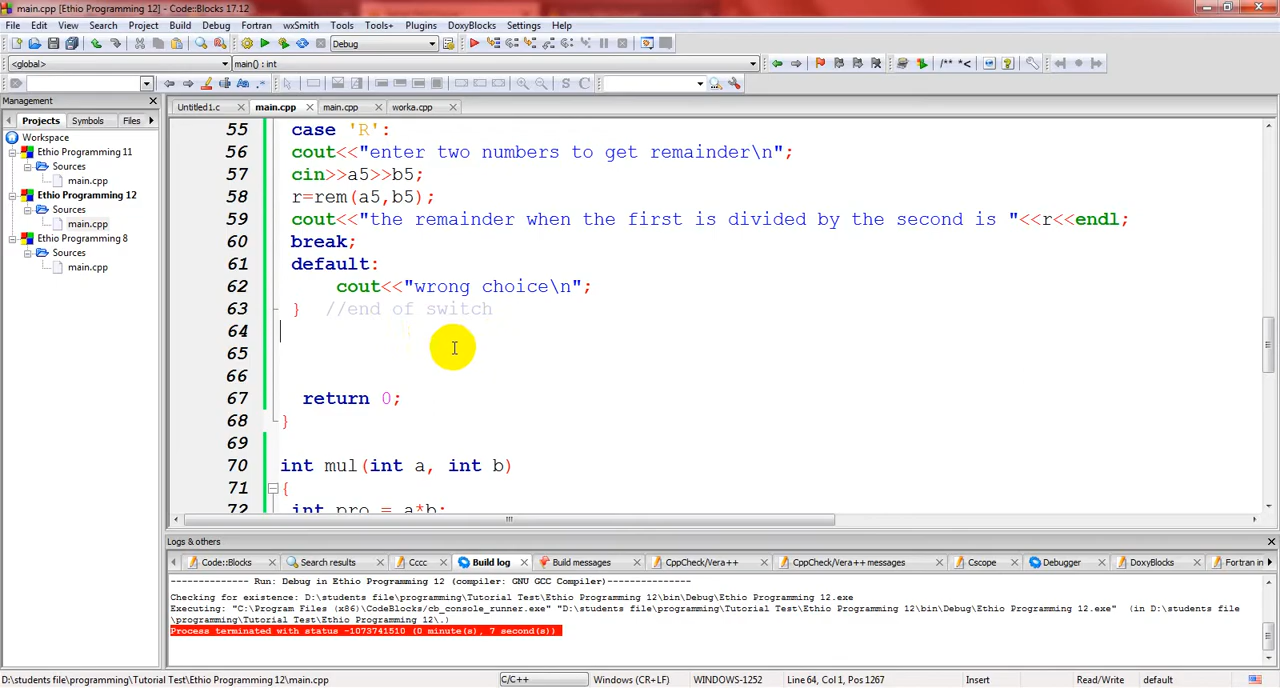 main.cpp [Ethio Programming 12] - Code::Blocks 17.12
File Edit View Search Project Build Debug Fortran wxSmith Tools Tools+ Plugins DoxyBlocks Settings Help
Debug
<global> main() : int
/** *<
S C
Management
Projects Symbols Files
Workspace
Ethio Programming 11
Sources
main.cpp
Ethio Programming 12
Sources
main.cpp
Ethio Programming 8
Sources
main.cpp
Untitled1.c main.cpp main.cpp worka.cpp
55 case 'R':
56 cout<<"enter two numbers to get remainder\n";
57 cin>>a5>>b5;
58 r=rem(a5,b5);
59 cout<<"the remainder when the first is divided by the second is "<<r<<endl;
60 break;
61 default:
62 cout<<"wrong choice\n";
63 } //end of switch
64
65
66
67 return 0;
68 }
69
70 int mul(int a, int b)
71 {
72 int pro = a*b;
Logs & others
Code::Blocks Search results Cccc Build log Build messages CppCheck/Vera++ CppCheck/Vera++ messages Cscope Debugger DoxyBlocks Fortran in
-------------- Run: Debug in Ethio Programming 12 (compiler: GNU GCC Compiler)---------------
Checking for existence: D:\students file\programming\Tutorial Test\Ethio Programming 12\bin\Debug\Ethio Programming 12.exe
Executing: "C:\Program Files (x86)\CodeBlocks/cb_console_runner.exe" "D:\students file\programming\Tutorial Test\Ethio Programming 12\bin\Debug\Ethio Programming 12.exe" (in D:\students file
\programming\Tutorial Test\Ethio Programming 12\.)
Process terminated with status -1073741510 (0 minute(s), 7 second(s))
D:\students file\programming\Tutorial Test\Ethio Programming 12\main.cpp C/C++ Windows (CR+LF) WINDOWS-1252 Line 64, Col 1, Pos 1267 Insert Read/Write default